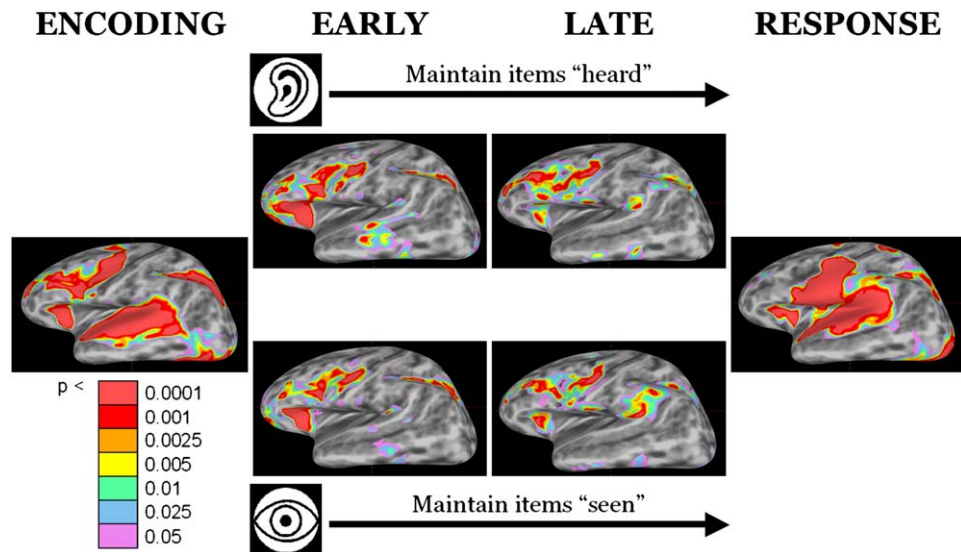 ENCODING EARLY LATE RESPONSE
Maintain items “heard”
p <
0.0001
0.001
0.0025
0.005
0.01
0.025
0.05
Maintain items “seen”